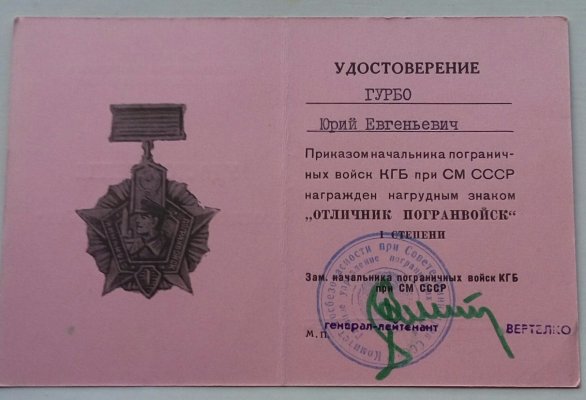 УДОСТОВЕРЕНИЕ
ГУРБО
Юрий Евгеньевич
Приказом начальника погранич-
ных войск КГБ при СМ СССР
награжден нагрудным знаком
„ОТЛИЧНИК ПОГРАНВОЙСК“
I СТЕПЕНИ
Зам. начальника пограничных войск КГБ
при СМ СССР
генерал-лейтенант ВЕРТЕЛКО
М. П.